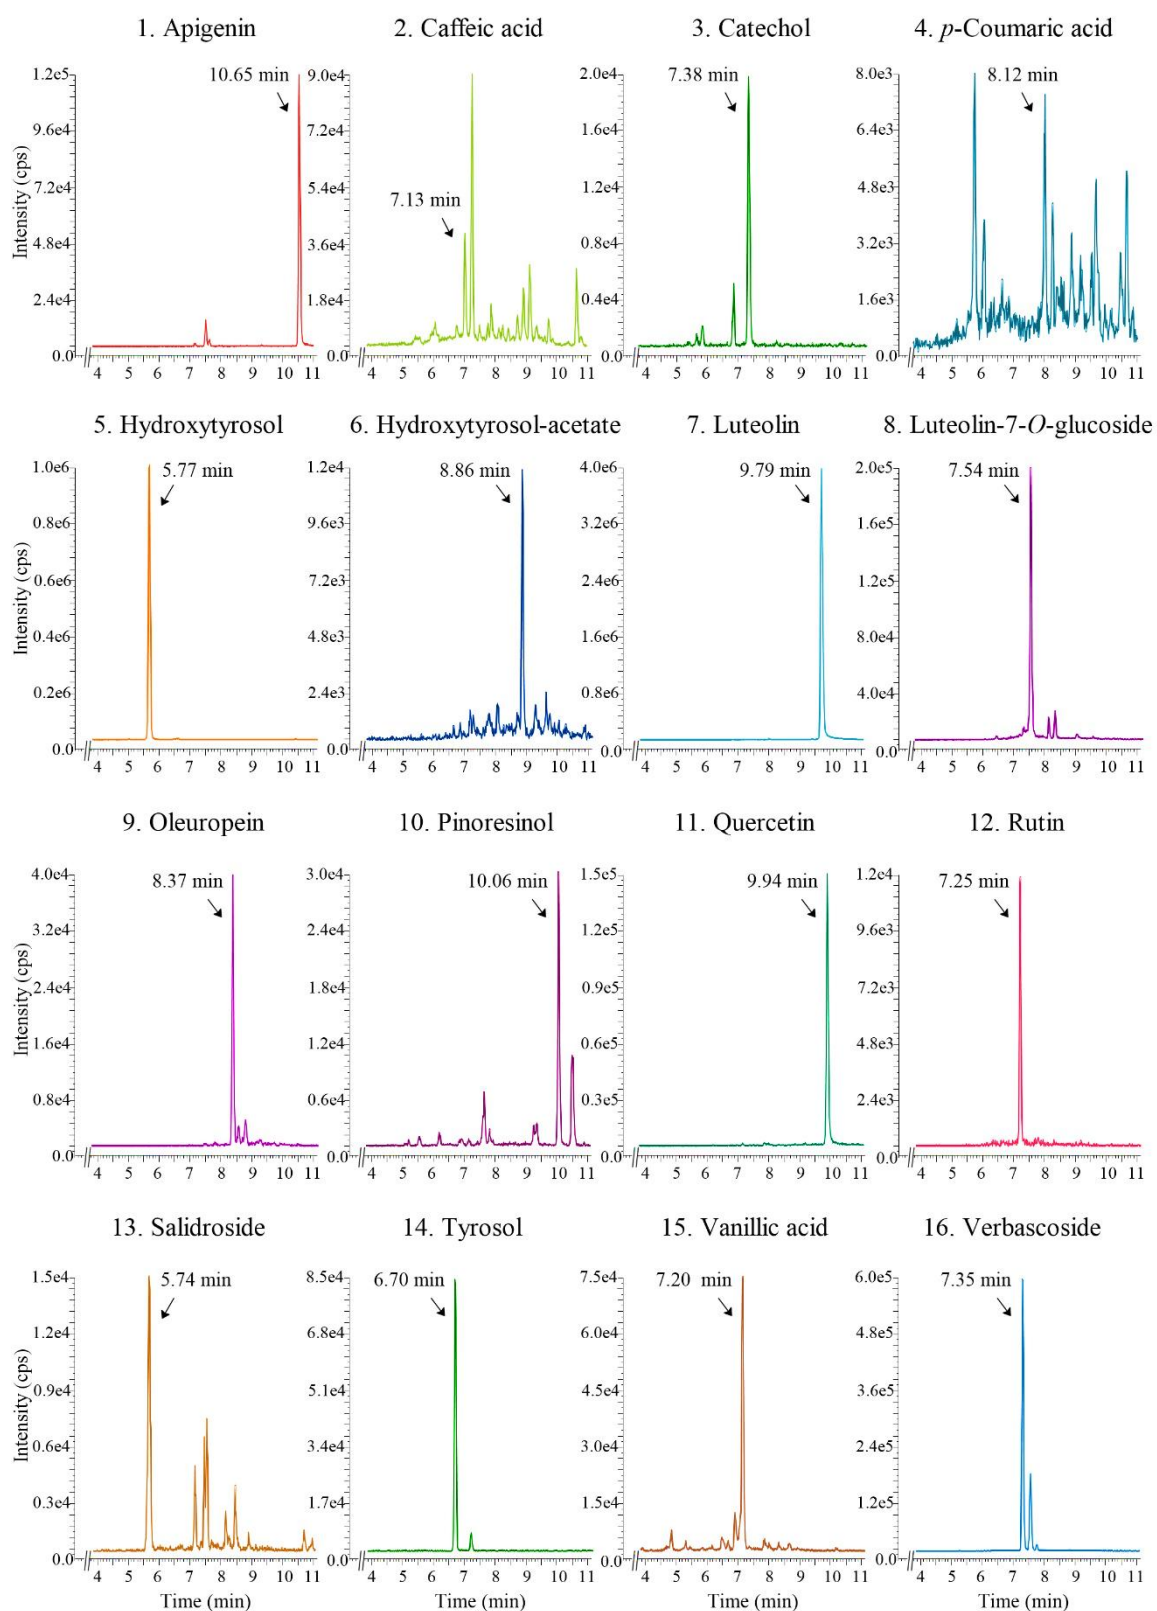 1. Apigenin 2. Caffeic acid 3. Catechol 4. p-Coumaric acid
1.2e5 10.65 min 9.0e4 2.0e4 7.38 min 8.0e3 8.12 min
9.6e4 7.2e4 1.6e4 6.4e3
7.2e4 5.4e4 7.13 min 1.2e4 4.8e3
4.8e4 3.6e4 0.8e4 3.2e3
2.4e4 1.8e4 0.4e4 1.6e3
0.0 0.0 0.0 0.0
Intensity (cps)
4 5 6 7 8 9 10 11 4 5 6 7 8 9 10 11 4 5 6 7 8 9 10 11 4 5 6 7 8 9 10 11
5. Hydroxytyrosol 6. Hydroxytyrosol-acetate 7. Luteolin 8. Luteolin-7-O-glucoside
1.0e6 5.77 min 1.2e4 8.86 min 4.0e6 9.79 min 2.0e5 7.54 min
0.8e6 9.6e3 3.2e6 1.5e5
0.6e6 7.2e3 2.4e6 1.2e5
0.4e6 4.8e3 1.6e6 8.0e4
0.2e6 2.4e3 0.8e6 4.0e4
0.0 0.0 0.0 0.0
Intensity (cps)
4 5 6 7 8 9 10 11 4 5 6 7 8 9 10 11 4 5 6 7 8 9 10 11 4 5 6 7 8 9 10 11
9. Oleuropein 10. Pinoresinol 11. Quercetin 12. Rutin
4.0e4 8.37 min 3.0e4 10.06 min 1.5e5 9.94 min 1.2e4 7.25 min
3.2e4 2.4e4 1.2e5 9.6e3
2.4e4 1.8e4 0.9e5 7.2e3
1.6e4 1.2e4 0.6e5 4.8e3
0.8e4 0.6e4 0.3e5 2.4e3
0.0 0.0 0.0 0.0
Intensity (cps)
4 5 6 7 8 9 10 11 4 5 6 7 8 9 10 11 4 5 6 7 8 9 10 11 4 5 6 7 8 9 10 11
13. Salidroside 14. Tyrosol 15. Vanillic acid 16. Verbascoside
1.5e4 5.74 min 8.5e4 6.70 min 7.5e4 7.20 min 6.0e5 7.35 min
1.2e4 6.8e4 6.0e4 4.8e5
0.9e4 5.1e4 4.5e4 3.6e5
0.6e4 3.4e4 3.0e4 2.4e5
0.3e4 1.7e4 1.5e4 1.2e5
0.0 0.0 0.0 0.0
Intensity (cps)
4 5 6 7 8 9 10 11 4 5 6 7 8 9 10 11 4 5 6 7 8 9 10 11 4 5 6 7 8 9 10 11
Time (min) Time (min) Time (min) Time (min)